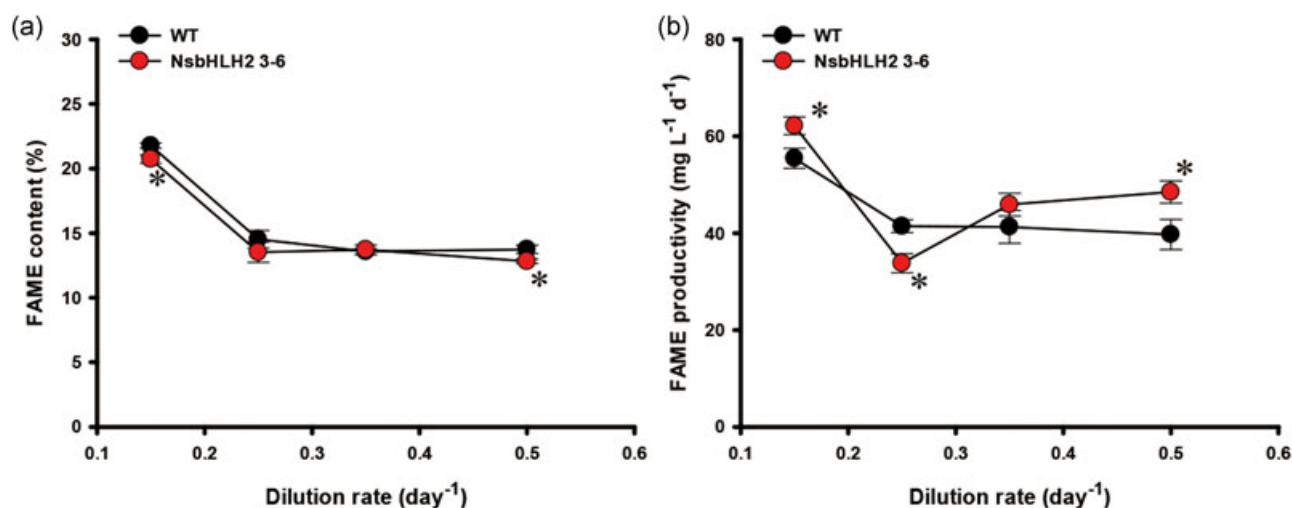 (a)
WT
NsbHLH2 3-6
FAME content (%)
30
25
20
15
10
5
0
*
*
0.1 0.2 0.3 0.4 0.5 0.6
Dilution rate (day⁻¹)
(b)
WT
NsbHLH2 3-6
FAME productivity (mg L⁻¹ d⁻¹)
80
60
40
20
0
*
*
*
0.1 0.2 0.3 0.4 0.5 0.6
Dilution rate (day⁻¹)